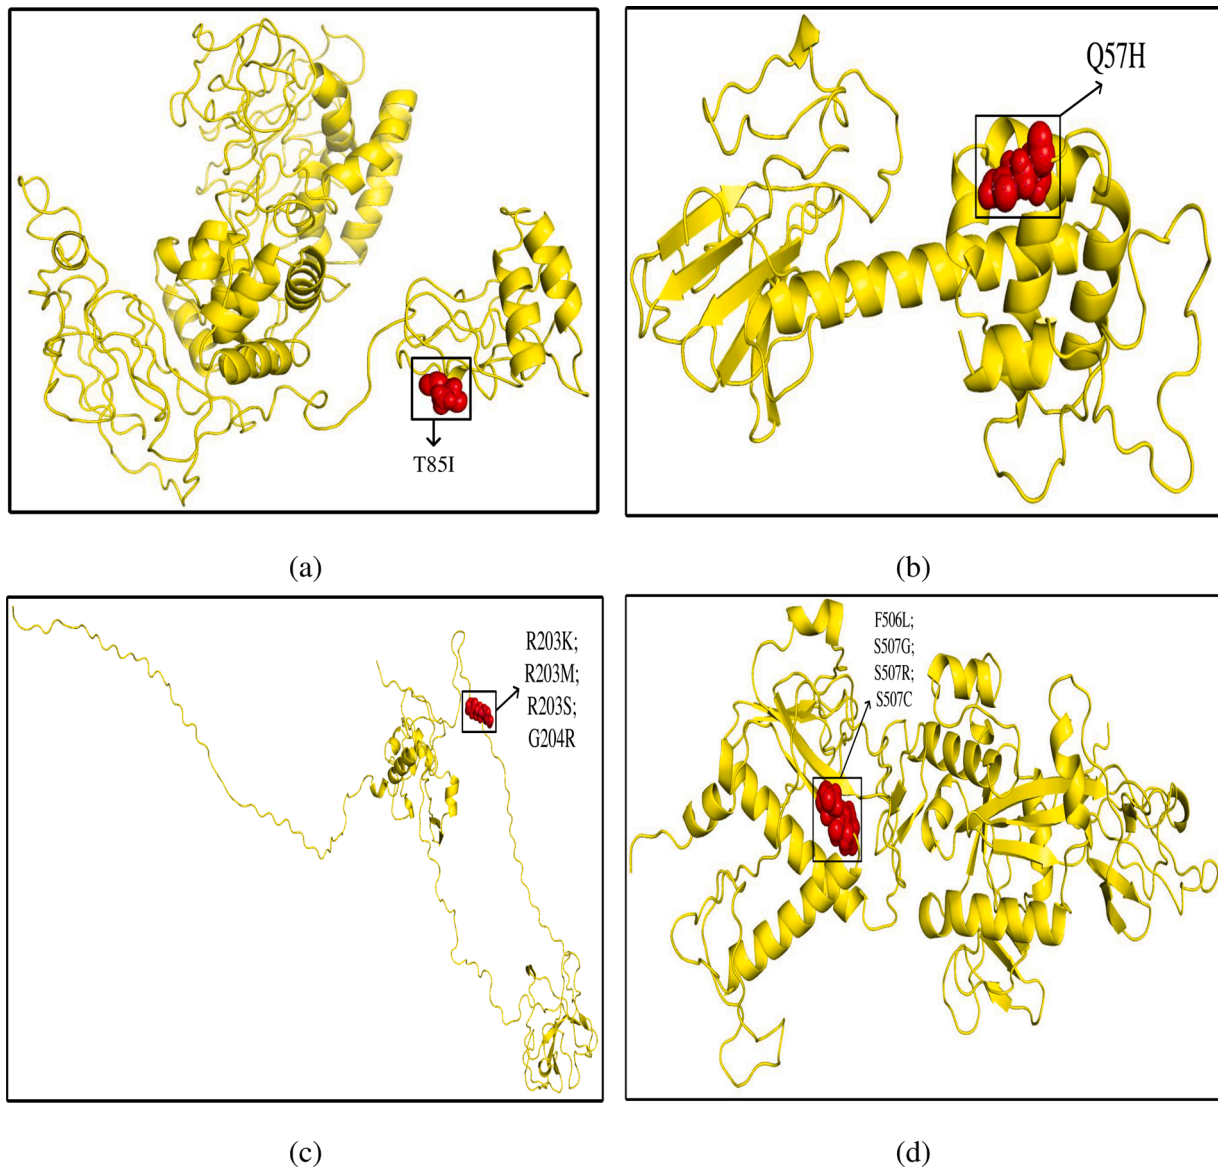 Q57H
T85I
(a)
(b)
R203K;
R203M;
R203S;
G204R
F506L;
S507G;
S507R;
S507C
(c)
(d)